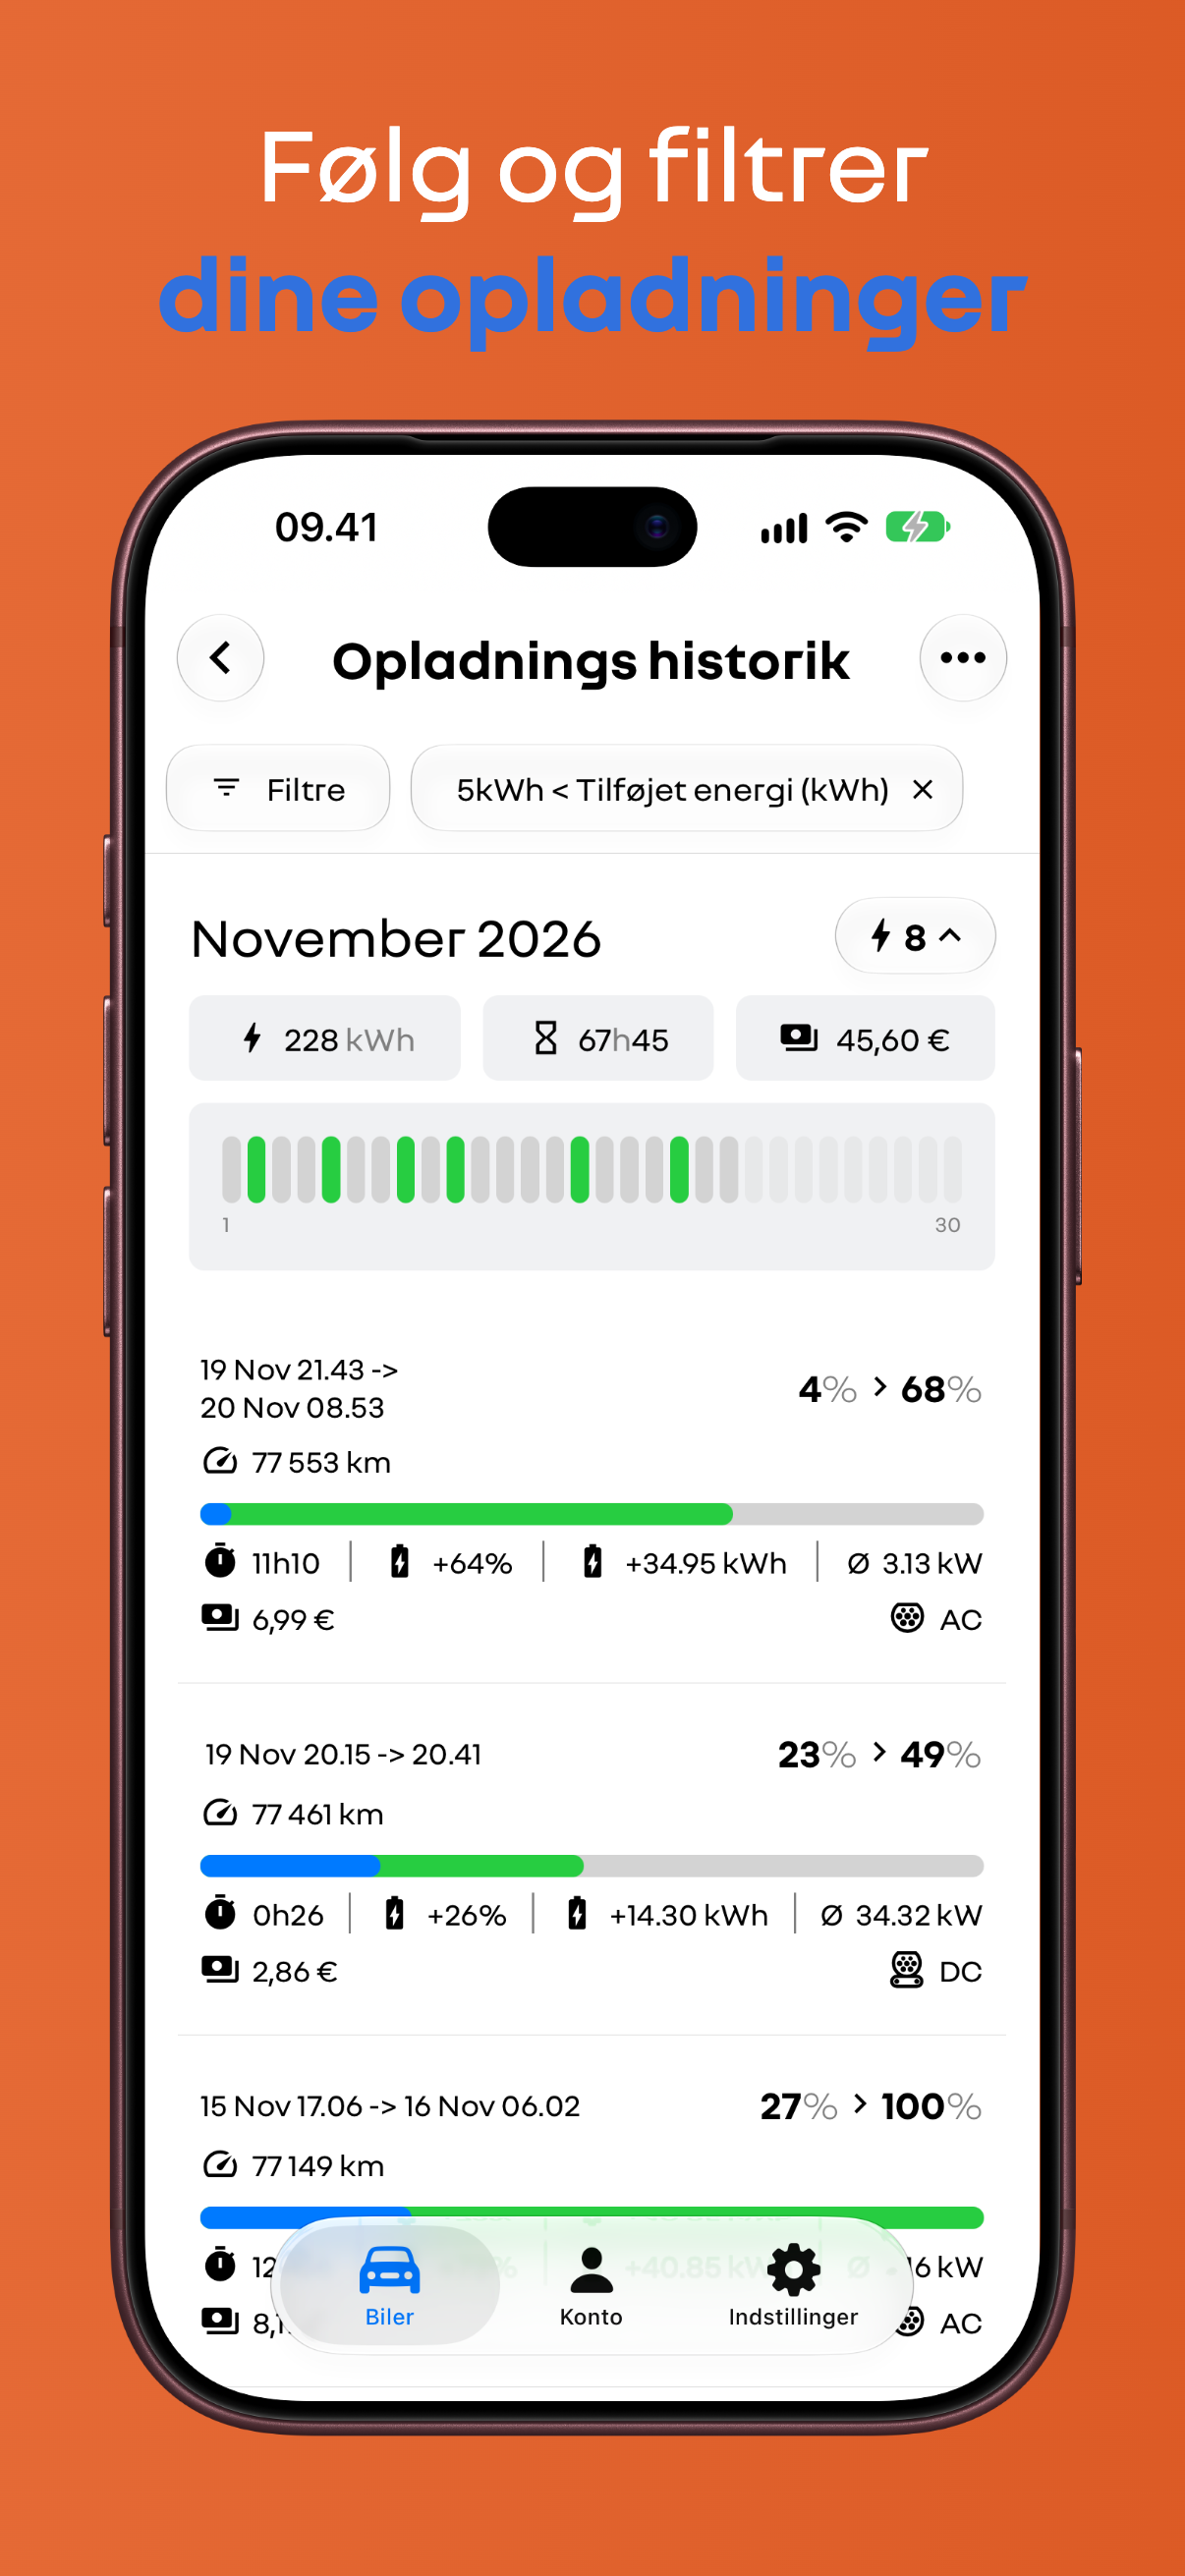 Følg og filtrer
dine opladninger
09.41
Opladnings historik
Filtre
5kWh < Tilføjet energi (kWh) ×
November 2026
8
228 kWh
67h45
45,60 €
1
30
19 Nov 21.43 ->
20 Nov 08.53
4% > 68%
77 553 km
11h10 | +64% | +34.95 kWh | Ø 3.13 kW
6,99 €
AC
19 Nov 20.15 -> 20.41
23% > 49%
77 461 km
0h26 | +26% | +14.30 kWh | Ø 34.32 kW
2,86 €
DC
15 Nov 17.06 -> 16 Nov 06.02
27% > 100%
77 149 km
+40.85 kW
kW
AC
Biler
Konto
Indstillinger